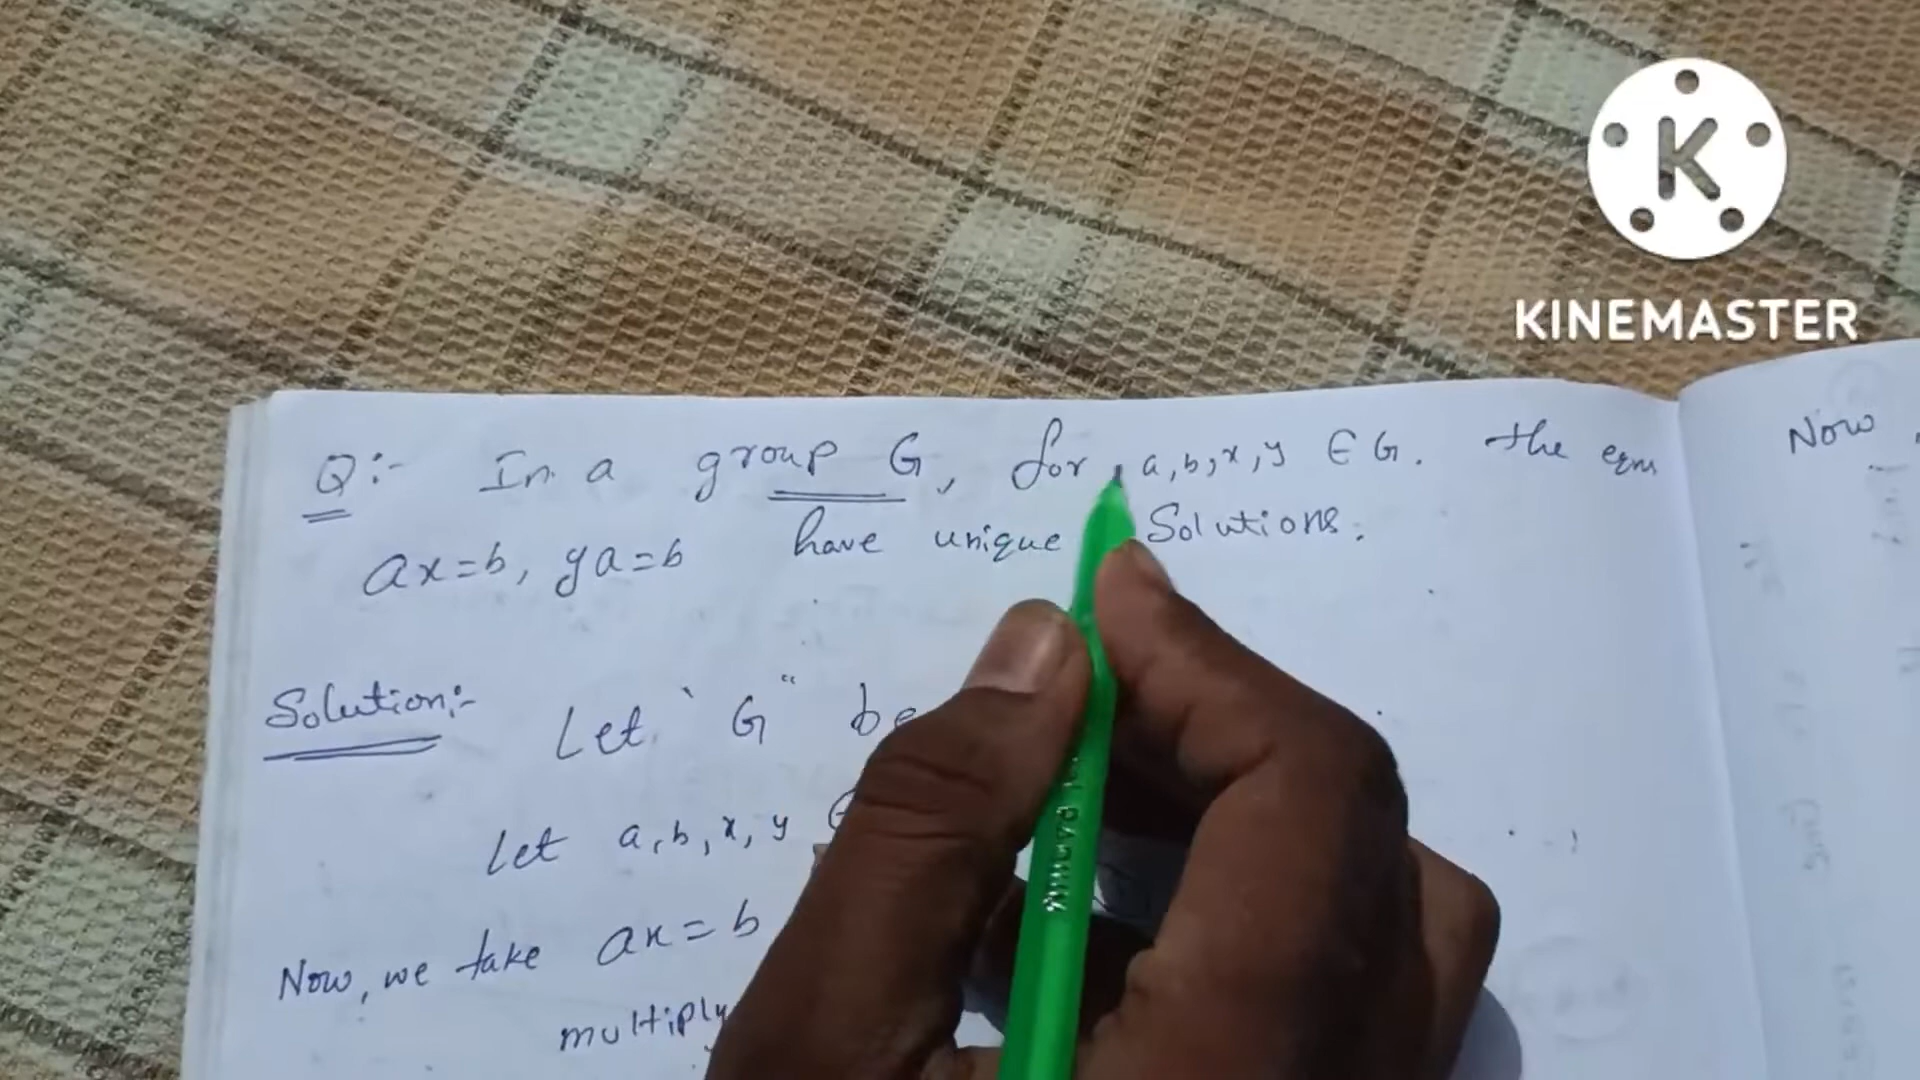 K
KINEMASTER
Q:- In a group G, for a, b, x, y ∈ G. the eqn
ax=b, ya=b have unique Solutions.
Solution:- Let "G" be
Let a, b, x, y ∈
Now, we take ax = b
multiply
Now